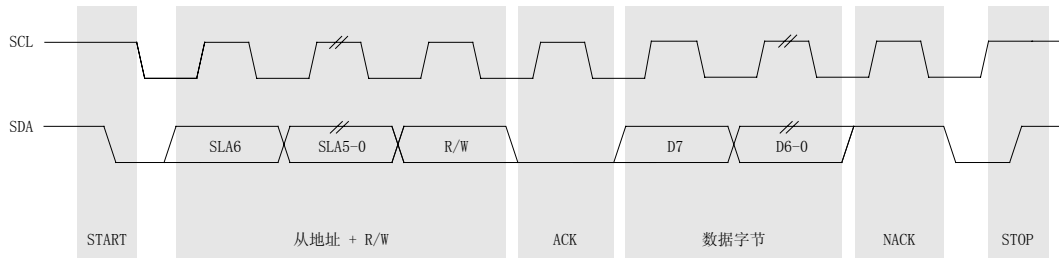 SCL
SDA
SLA6 SLA5-0 R/W D7 D6-0
START 从地址 + R/W ACK 数据字节 NACK STOP